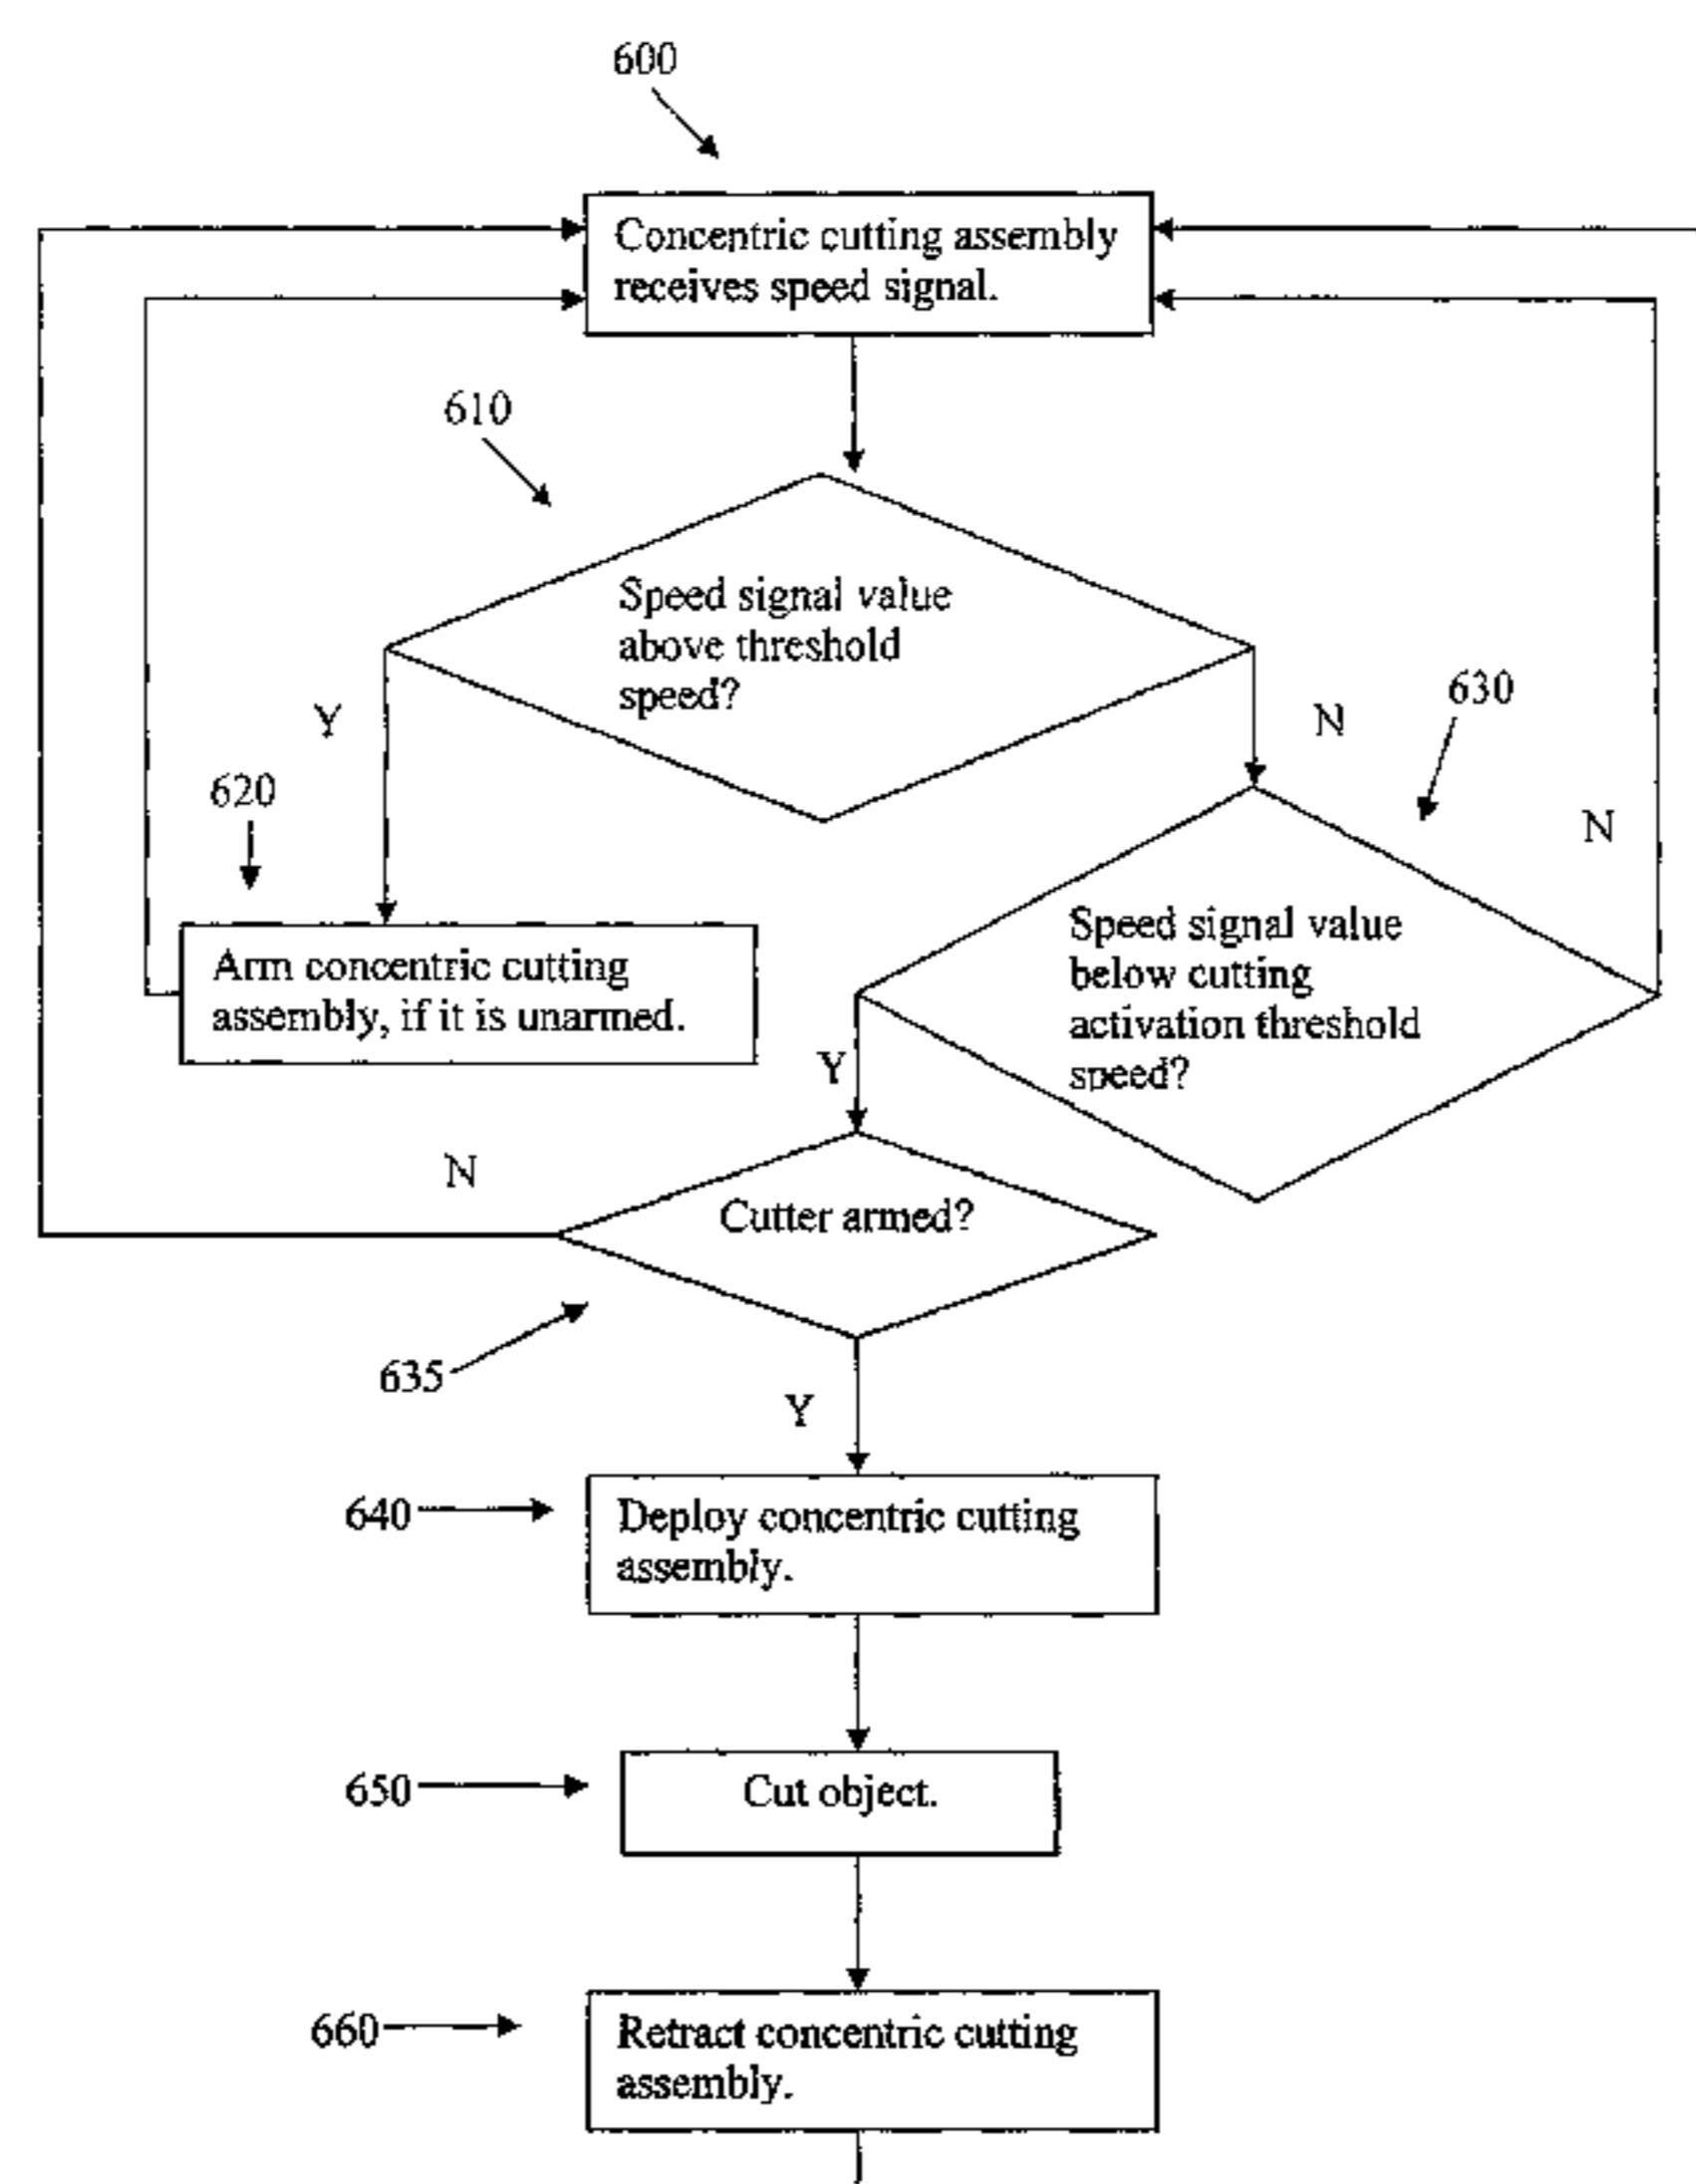 600
Concentric cutting assembly
receives speed signal.
610
Speed signal value
above threshold
speed?
Y
N
630
620
N
Arm concentric cutting
assembly, if it is unarmed.
Speed signal value
below cutting
activation threshold
speed?
Y
N
Cutter armed?
635
Y
640
Deploy concentric cutting
assembly.
650
Cut object.
660
Retract concentric cutting
assembly.